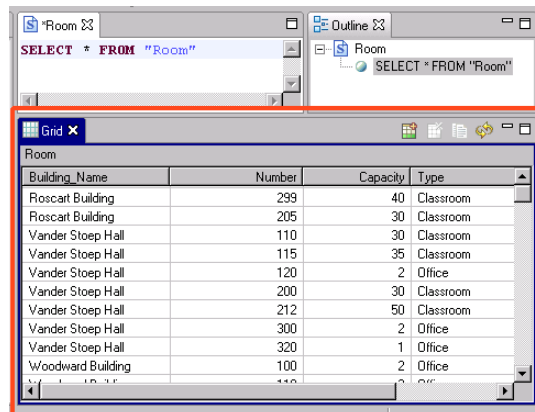 *Room
SELECT * FROM "Room"
Outline
Room
SELECT * FROM "Room"
Grid
Room
Building_Name Number Capacity Type
Roscart Building 299 40 Classroom
Roscart Building 205 30 Classroom
Vander Stoep Hall 110 30 Classroom
Vander Stoep Hall 115 35 Classroom
Vander Stoep Hall 120 2 Office
Vander Stoep Hall 200 30 Classroom
Vander Stoep Hall 212 50 Classroom
Vander Stoep Hall 300 2 Office
Vander Stoep Hall 320 1 Office
Woodward Building 100 2 Office